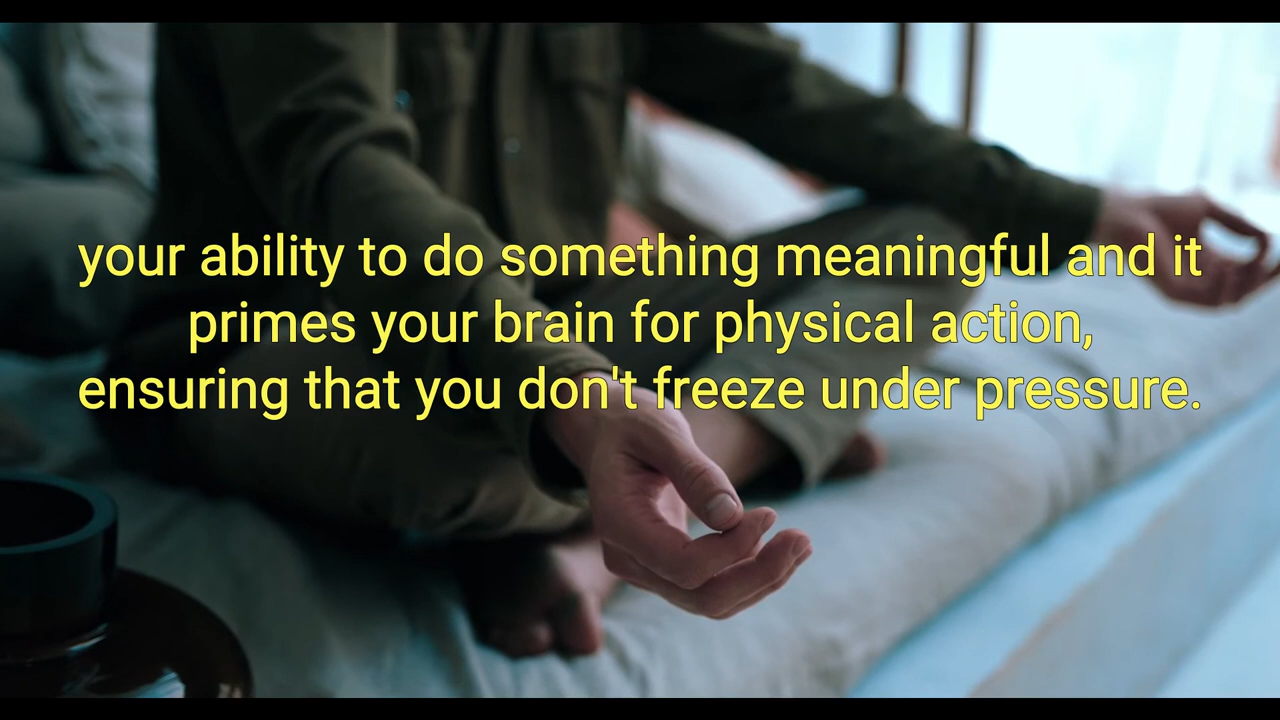 your ability to do something meaningful and it
primes your brain for physical action,
ensuring that you don't freeze under pressure.